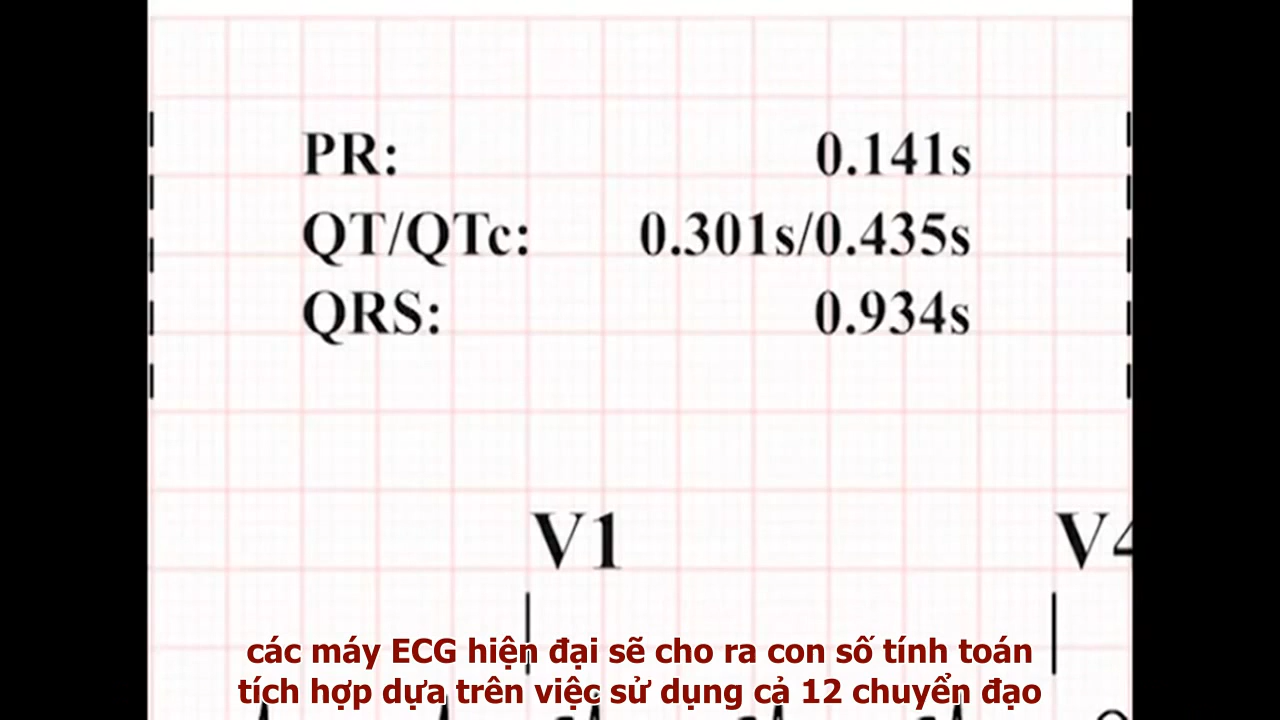 PR: 0.141s
QT/QTc: 0.301s/0.435s
QRS: 0.934s
V1
các máy ECG hiện đại sẽ cho ra con số tính toán
tích hợp dựa trên việc sử dụng cả 12 chuyển đạo